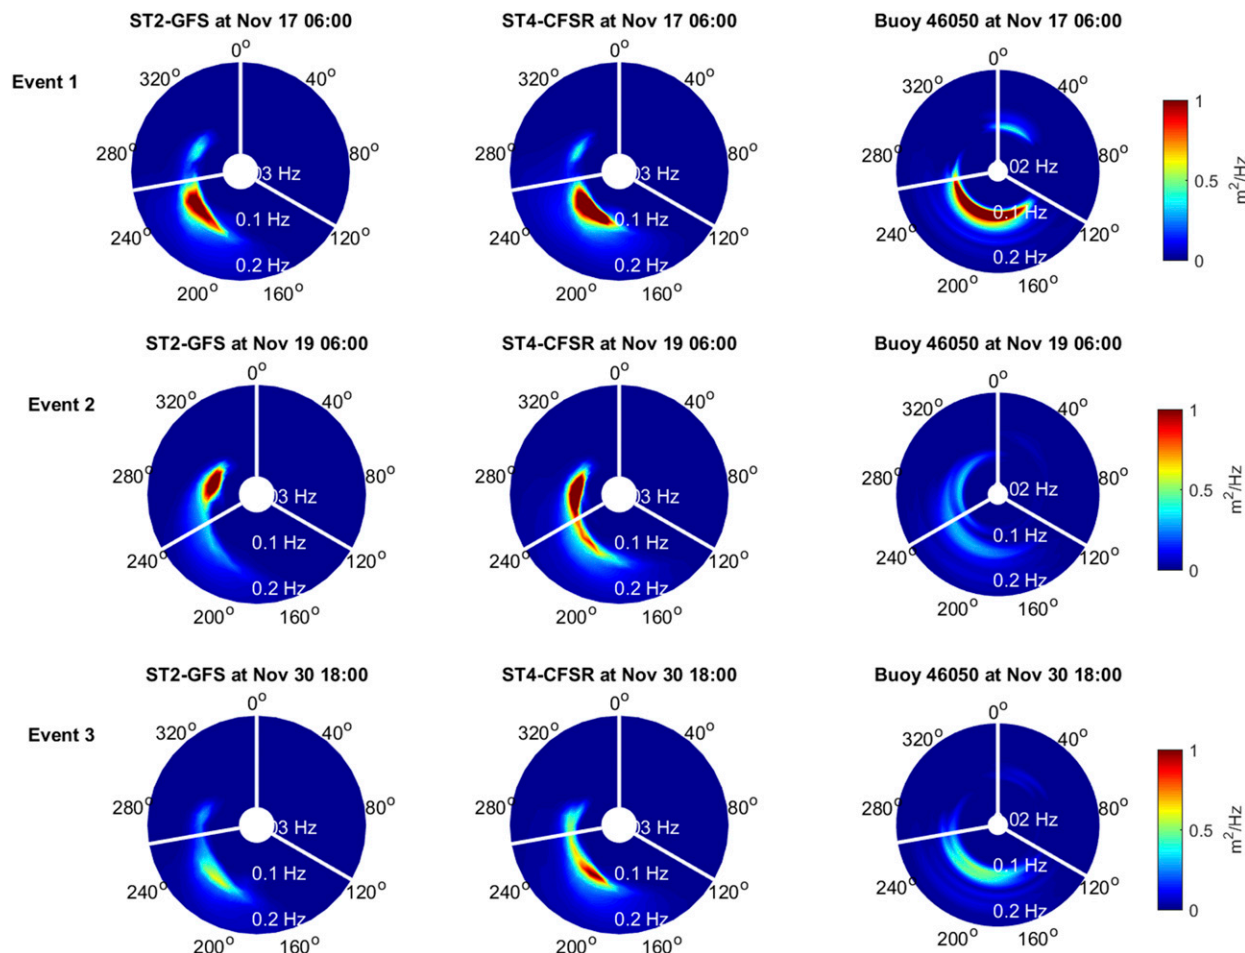 ST2-GFS at Nov 17 06:00
ST4-CFSR at Nov 17 06:00
Buoy 46050 at Nov 17 06:00
Event 1
0° 40° 80° 120° 160° 200° 240° 280° 320°
03 Hz
0.1 Hz
0.2 Hz
0° 40° 80° 120° 160° 200° 240° 280° 320°
03 Hz
0.1 Hz
0.2 Hz
0° 40° 80° 120° 160° 200° 240° 280° 320°
02 Hz
0.1 Hz
0.2 Hz
1
0.5
0
m²/Hz
ST2-GFS at Nov 19 06:00
ST4-CFSR at Nov 19 06:00
Buoy 46050 at Nov 19 06:00
Event 2
0° 40° 80° 120° 160° 200° 240° 280° 320°
03 Hz
0.1 Hz
0.2 Hz
0° 40° 80° 120° 160° 200° 240° 280° 320°
03 Hz
0.1 Hz
0.2 Hz
0° 40° 80° 120° 160° 200° 240° 280° 320°
02 Hz
0.1 Hz
0.2 Hz
1
0.5
0
m²/Hz
ST2-GFS at Nov 30 18:00
ST4-CFSR at Nov 30 18:00
Buoy 46050 at Nov 30 18:00
Event 3
0° 40° 80° 120° 160° 200° 240° 280° 320°
03 Hz
0.1 Hz
0.2 Hz
0° 40° 80° 120° 160° 200° 240° 280° 320°
03 Hz
0.1 Hz
0.2 Hz
0° 40° 80° 120° 160° 200° 240° 280° 320°
02 Hz
0.1 Hz
0.2 Hz
1
0.5
0
m²/Hz